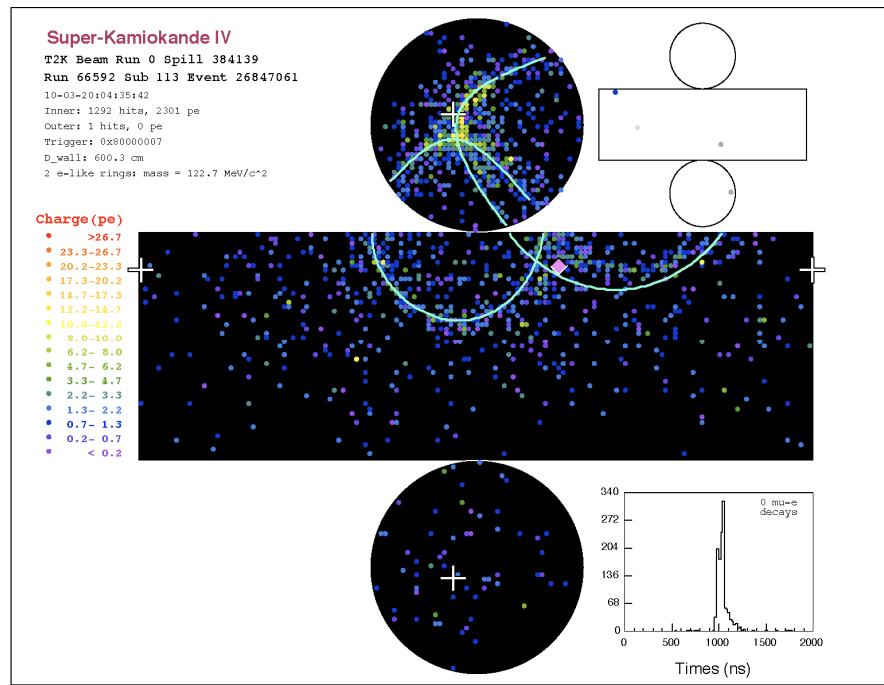 Super-Kamiokande IV
T2K Beam Run 0 Spill 384139
Run 66592 Sub 113 Event 26847061
10-03-20:04:35:42
Inner: 1292 hits, 2301 pe
Outer: 1 hits, 0 pe
Trigger: 0x80000007
D_wall: 600.3 cm
2 e-like rings: mass = 122.7 MeV/c^2
Charge(pe)
>26.7
23.3-26.7
20.2-23.3
17.3-20.2
14.7-17.3
12.2-14.7
10.0-12.2
8.0-10.0
6.2- 8.0
4.7- 6.2
3.3- 4.7
2.2- 3.3
1.3- 2.2
0.7- 1.3
0.2- 0.7
< 0.2
0 mu-e
decays
340
272
204
136
68
0
0 500 1000 1500 2000
Times (ns)